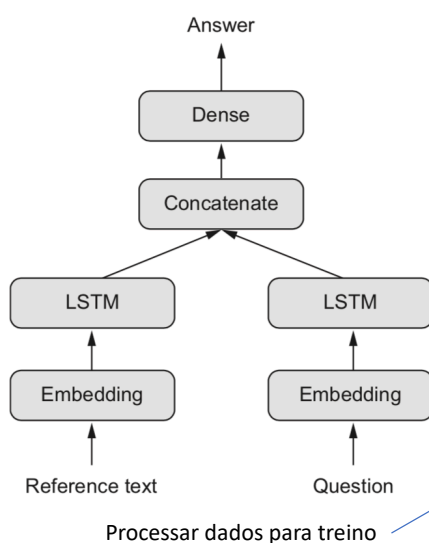 Answer
Dense
Concatenate
LSTM LSTM
Embedding Embedding
Reference text Question
Processar dados para treino